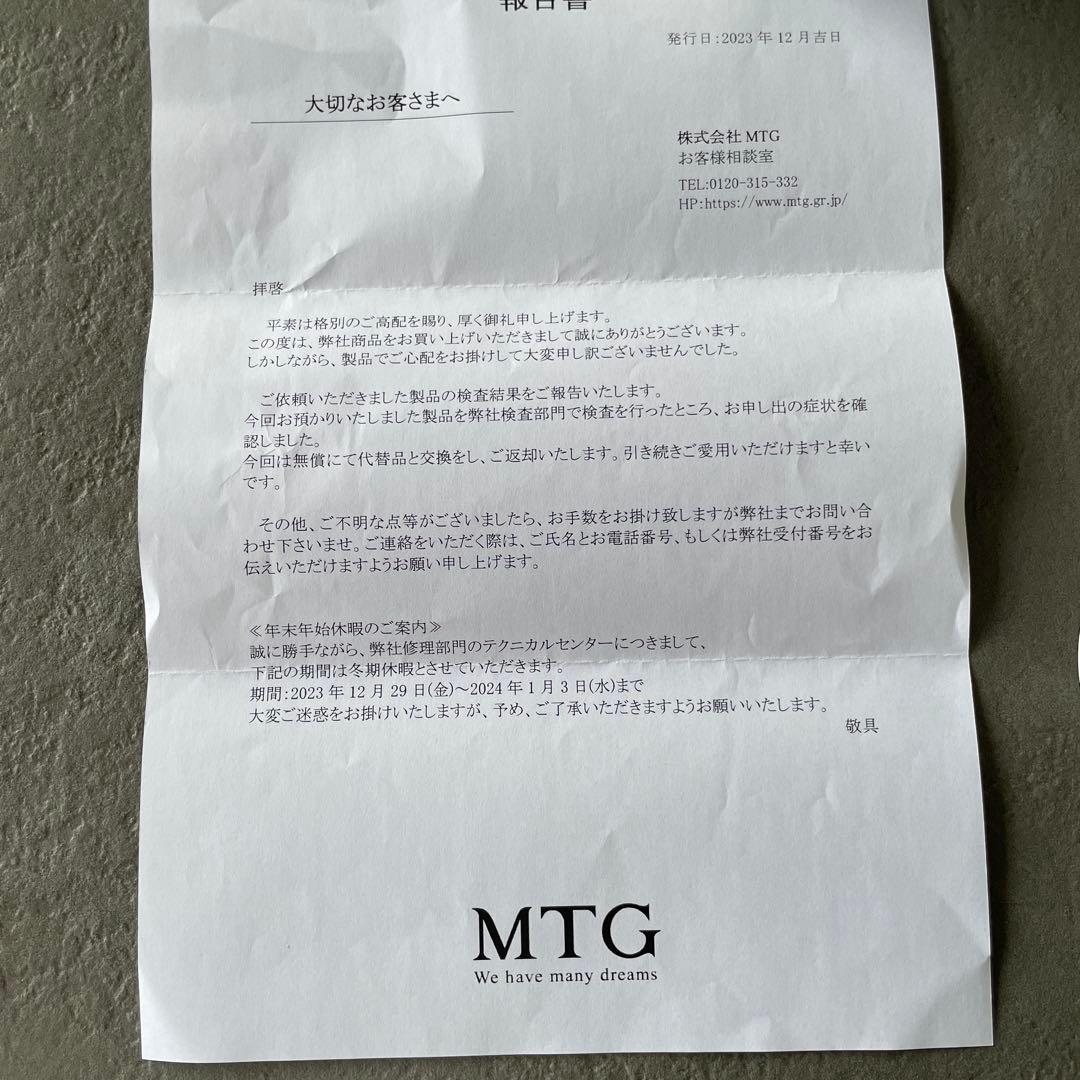 報告書
発行日:2023年12月吉日
大切なお客さまへ
株式会社 MTG
お客様相談室
TEL:0120-315-332
HP:https://www.mtg.gr.jp/
拝啓
平素は格別のご高配を賜り、厚く御礼申し上げます。
この度は、弊社商品をお買い上げいただきまして誠にありがとうございます。
しかしながら、製品でご心配をお掛けして大変申し訳ございませんでした。
ご依頼いただきました製品の検査結果をご報告いたします。
今回お預かりいたしました製品を弊社検査部門で検査を行ったところ、お申し出の症状を確
認しました。
今回は無償にて代替品と交換をし、ご返却いたします。引き続きご愛用いただけますと幸い
です。
その他、ご不明な点等がございましたら、お手数をお掛け致しますが弊社までお問い合
わせ下さいませ。ご連絡をいただく際は、ご氏名とお電話番号、もしくは弊社受付番号をお
伝えいただけますようお願い申し上げます。
≪年末年始休暇のご案内≫
誠に勝手ながら、弊社修理部門のテクニカルセンターにつきまして、
下記の期間は冬期休暇とさせていただきます。
期間:2023年12月29日(金)～2024年1月3日(水)まで
大変ご迷惑をお掛けいたしますが、予め、ご了承いただきますようお願いいたします。
敬具
MTG
We have many dreams